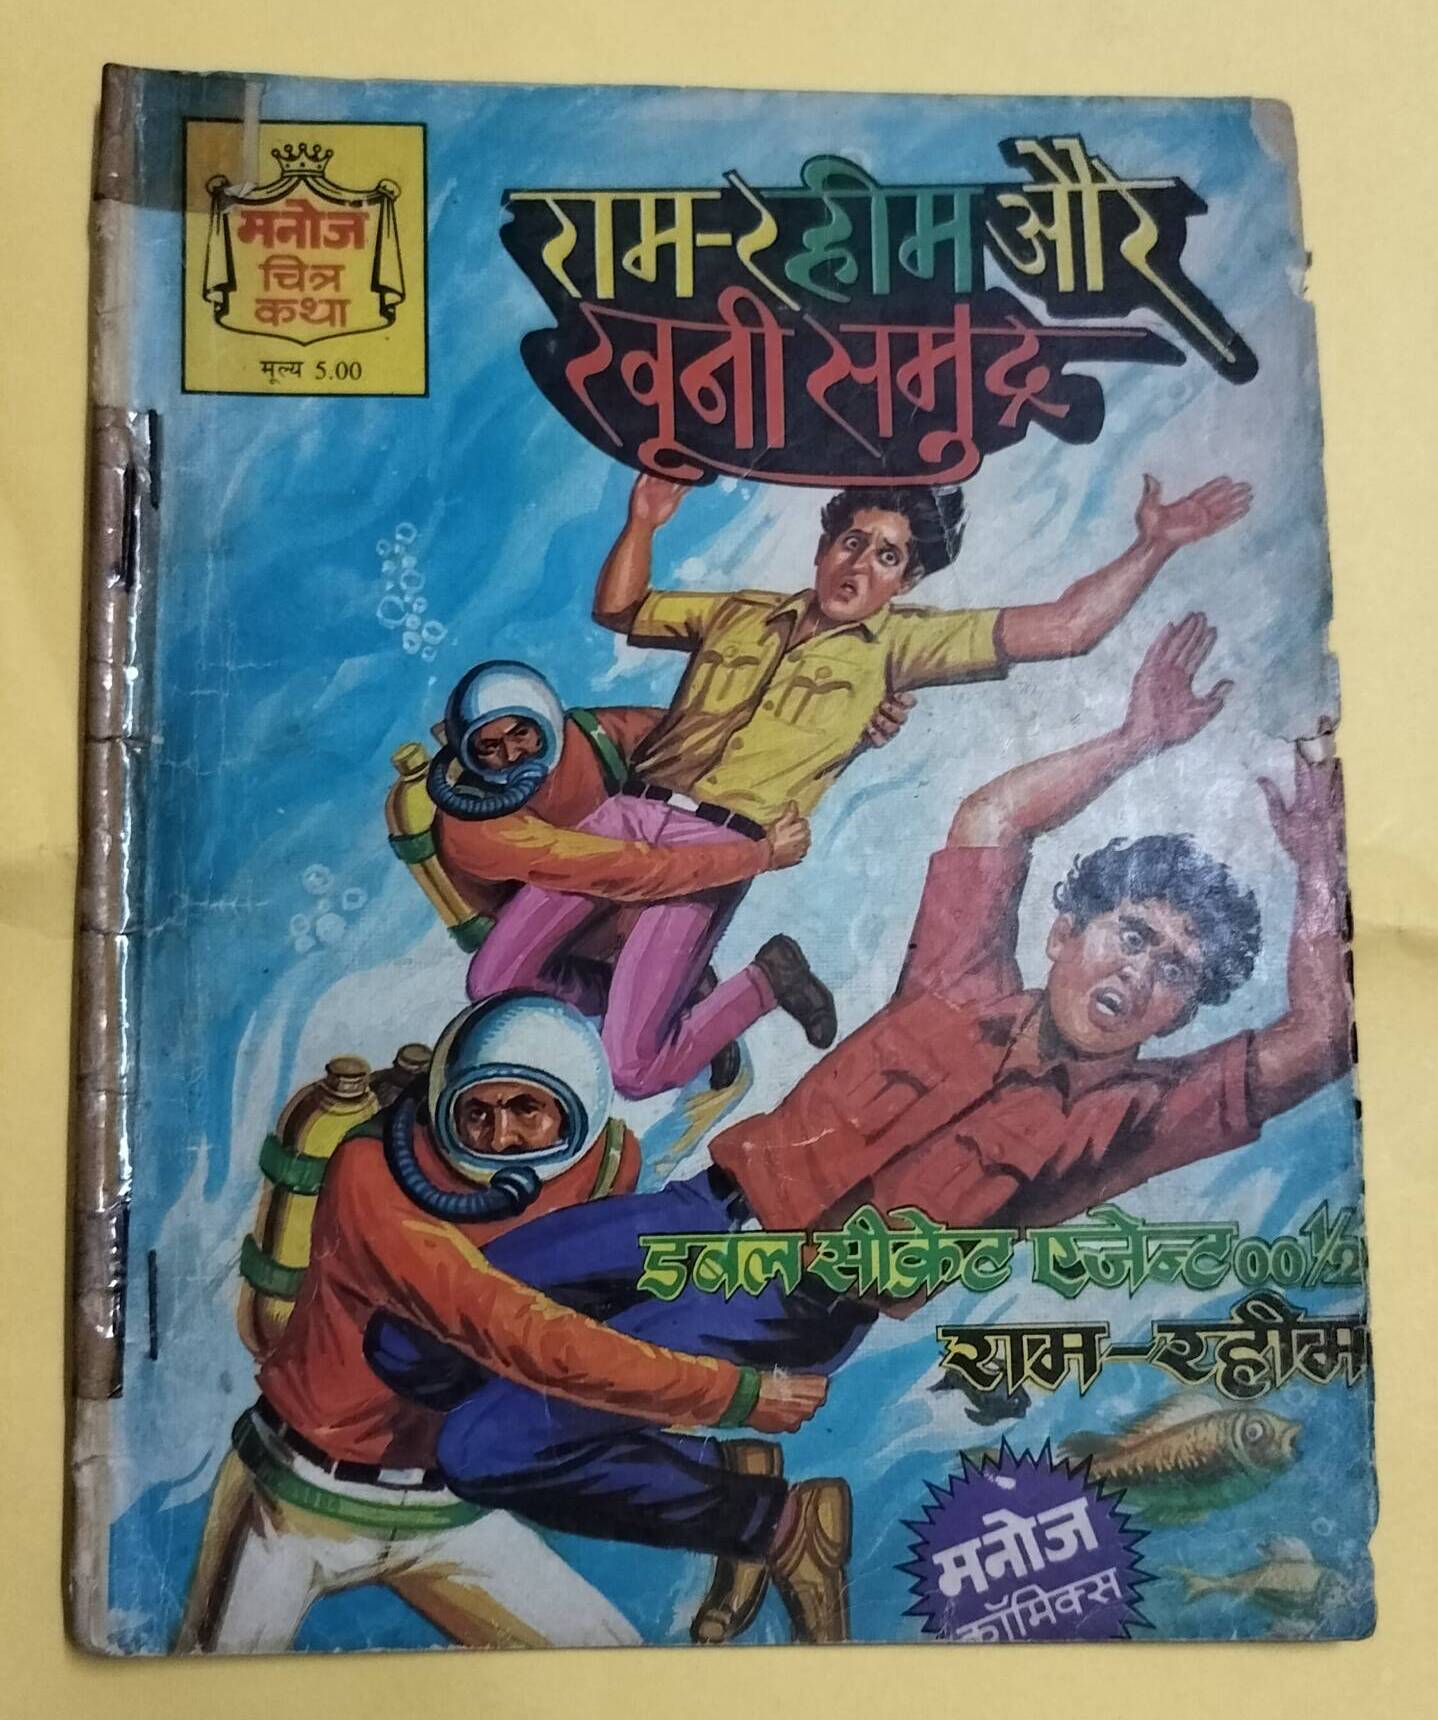 मनोज
चित्र
कथा
मूल्य 5.00
राम-रहीम और
खूनी समुद्र
डबल सीक्रेट एजेन्ट 00½
राम-रहीम
मनोज
कॉमिक्स